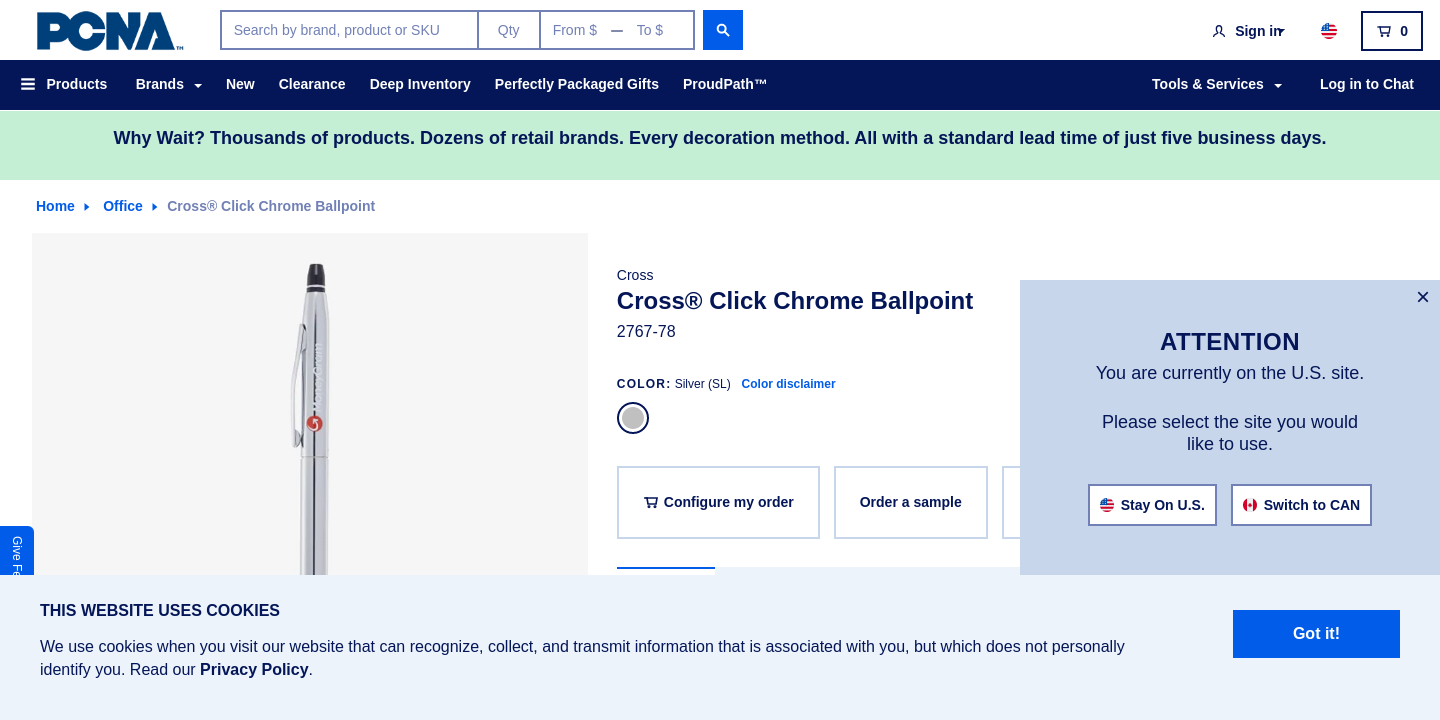 PCNA™
Search by brand, product or SKU
Qty
From $ — To $
Sign in
0
Products
Brands
New
Clearance
Deep Inventory
Perfectly Packaged Gifts
ProudPath™
Tools & Services
Log in to Chat
Why Wait? Thousands of products. Dozens of retail brands. Every decoration method. All with a standard lead time of just five business days.
Home
Office
Cross® Click Chrome Ballpoint
Cross
Cross® Click Chrome Ballpoint
2767-78
COLOR: Silver (SL) Color disclaimer
Configure my order
Order a sample
×
ATTENTION
You are currently on the U.S. site.
Please select the site you would
like to use.
Stay On U.S.
Switch to CAN
Give
THIS WEBSITE USES COOKIES
We use cookies when you visit our website that can recognize, collect, and transmit information that is associated with you, but which does not personally
identify you. Read our Privacy Policy.
Got it!